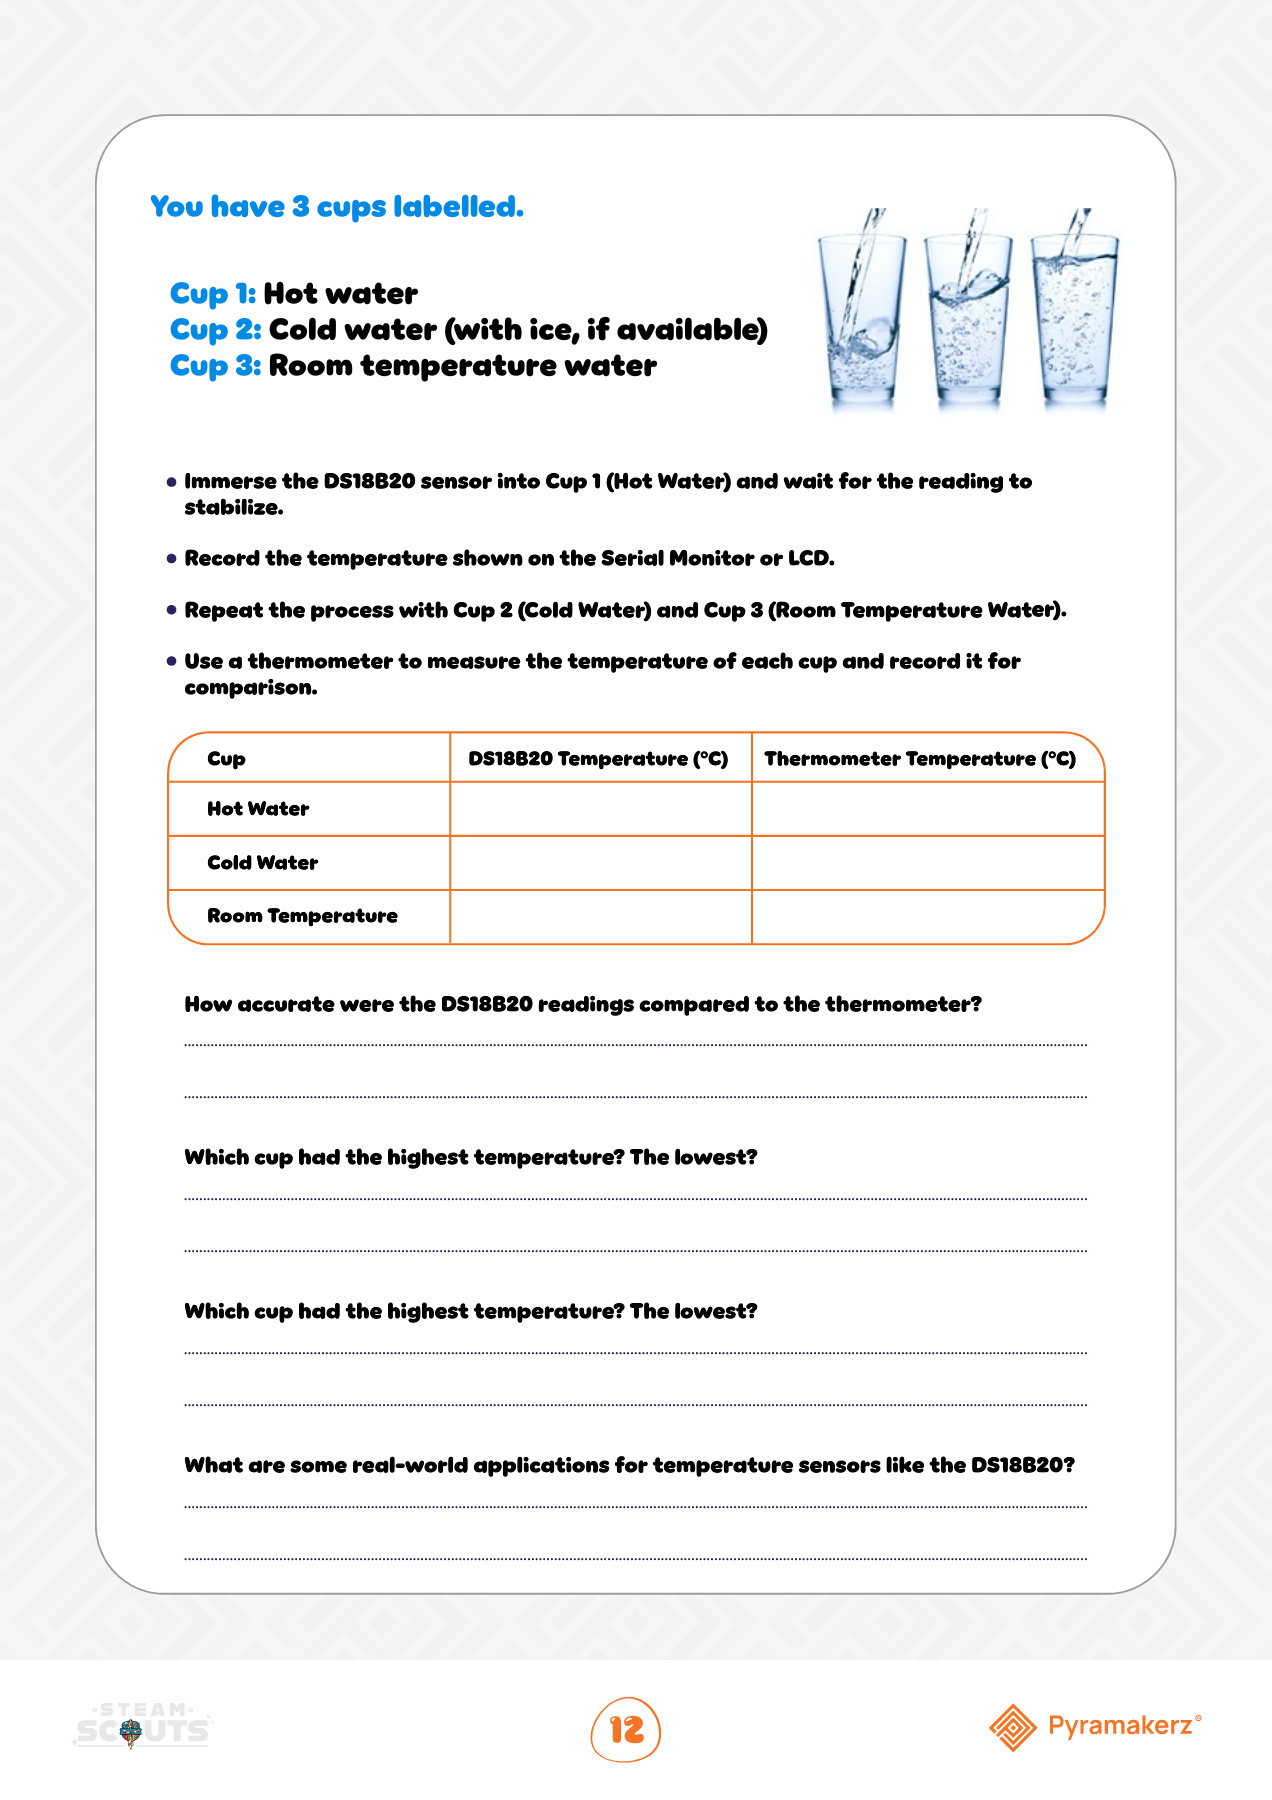 You have 3 cups labelled.
Cup 1: Hot water
Cup 2: Cold water (with ice, if available)
Cup 3: Room temperature water
• Immerse the DS18B20 sensor into Cup 1 (Hot Water) and wait for the reading to
stabilize.
• Record the temperature shown on the Serial Monitor or LCD.
• Repeat the process with Cup 2 (Cold Water) and Cup 3 (Room Temperature Water).
• Use a thermometer to measure the temperature of each cup and record it for
comparison.
Cup DS18B20 Temperature (°C) Thermometer Temperature (°C)
Hot Water
Cold Water
Room Temperature
How accurate were the DS18B20 readings compared to the thermometer?
Which cup had the highest temperature? The lowest?
Which cup had the highest temperature? The lowest?
What are some real-world applications for temperature sensors like the DS18B20?
STEAM
SCOUTS
12
Pyramakerz